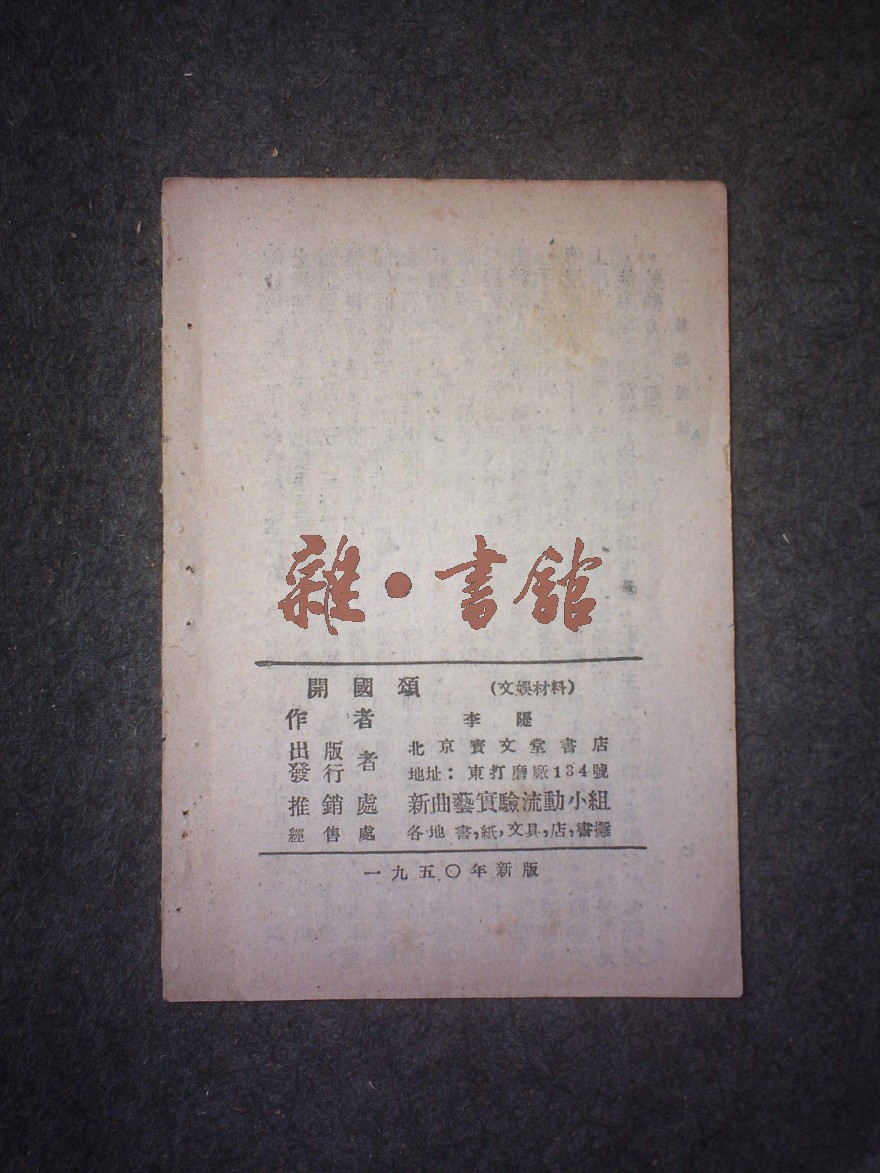 雜·書館
開國頌 (文娛材料)
作者 李隄
出版發行者 北京寳文堂書店
地址：東打磨廠134號
推銷處 新曲藝實驗流動小組
經售處 各地書,紙,文具,店,書攤
一九五〇年新版